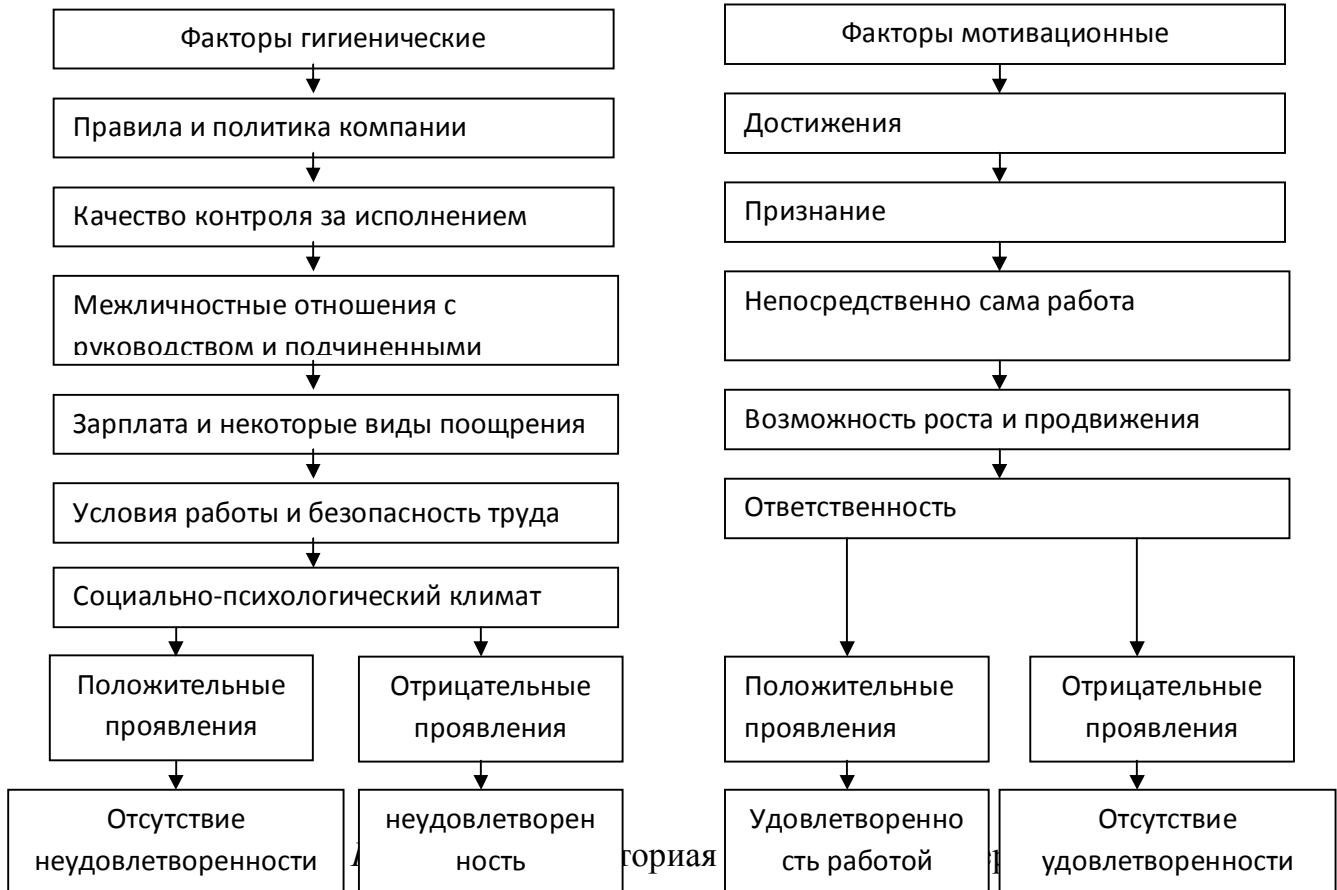 Факторы гигиенические
Правила и политика компании
Качество контроля за исполнением
Межличностные отношения с
руководством и подчиненными
Зарплата и некоторые виды поощрения
Условия работы и безопасность труда
Социально-психологический климат
Положительные
проявления
Отрицательные
проявления
Отсутствие
неудовлетворенности
неудовлетворен
ность
Факторы мотивационные
Достижения
Признание
Непосредственно сама работа
Возможность роста и продвижения
Ответственность
Положительные
проявления
Отрицательные
проявления
Удовлетворенно
сть работой
Отсутствие
удовлетворенности
ториая